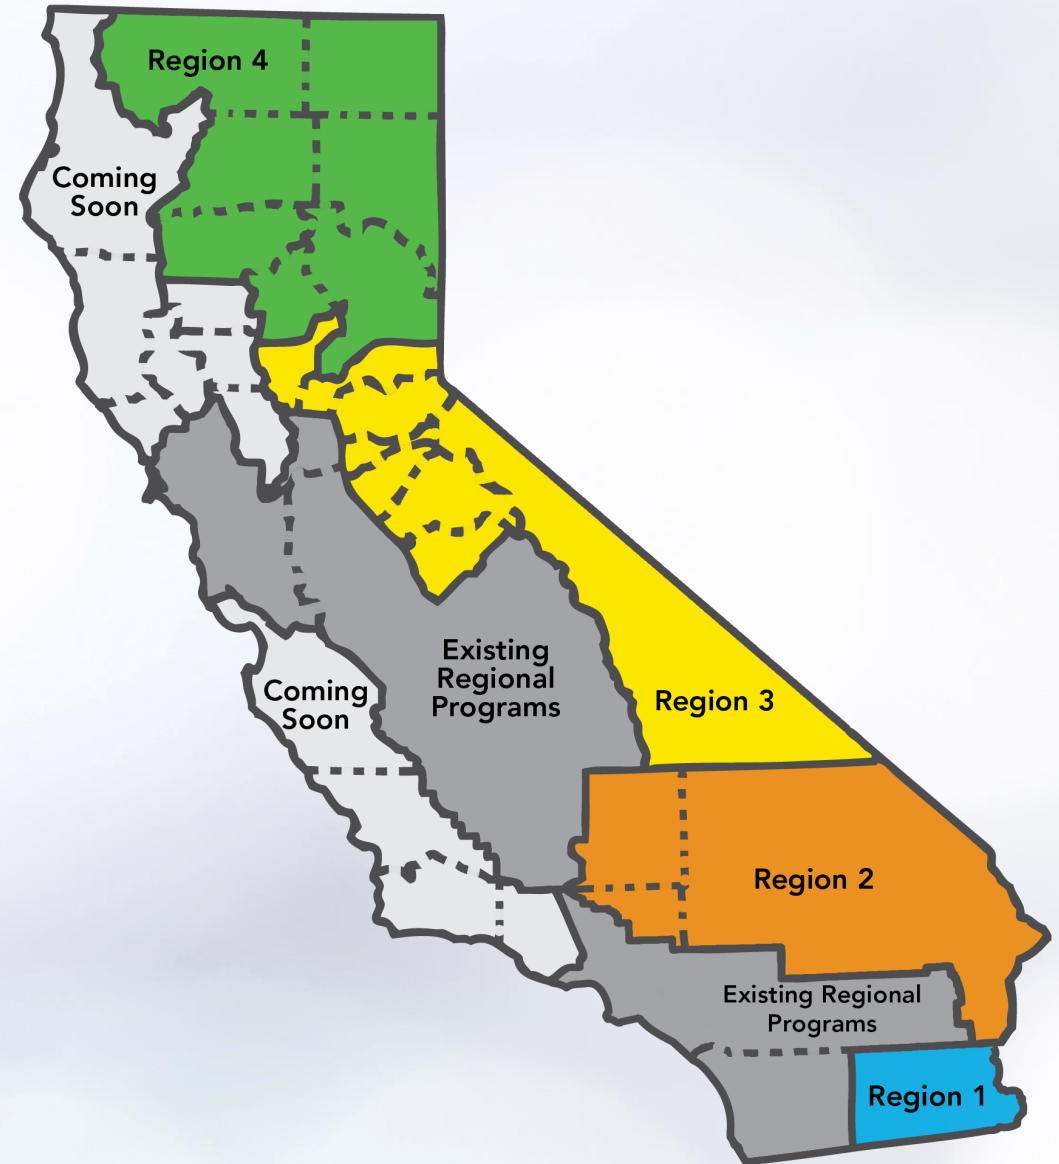 Region 4
Coming
Soon
Existing
Regional
Programs
Coming
Soon
Region 3
Region 2
Existing Regional
Programs
Region 1